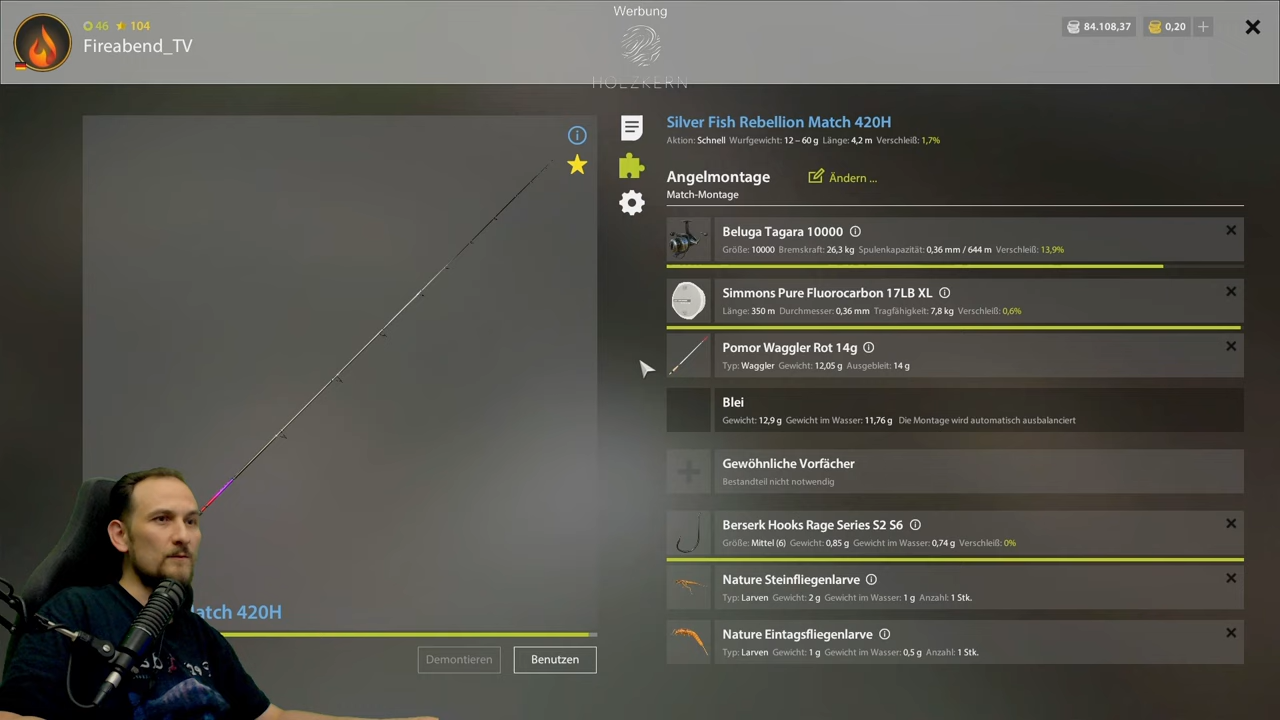 46 104
Fireabend_TV
Werbung
HOLZKERN
84.108,37
0,20
Silver Fish Rebellion Match 420H
Aktion: Schnell Wurfgewicht: 12 – 60 g Länge: 4,2 m Verschleiß: 1,7%
Angelmontage
Ändern ...
Match-Montage
Beluga Tagara 10000
Größe: 10000 Bremskraft: 26,3 kg Spulenkapazität: 0,36 mm / 644 m Verschleiß: 13,9%
Simmons Pure Fluorocarbon 17LB XL
Länge: 350 m Durchmesser: 0,36 mm Tragfähigkeit: 7,8 kg Verschleiß: 0,6%
Pomor Waggler Rot 14g
Typ: Waggler Gewicht: 12,05 g Ausgebleit: 14 g
Blei
Gewicht: 12,9 g Gewicht im Wasser: 11,76 g Die Montage wird automatisch ausbalanciert
Gewöhnliche Vorfächer
Bestandteil nicht notwendig
Berserk Hooks Rage Series S2 S6
Größe: Mittel (6) Gewicht: 0,85 g Gewicht im Wasser: 0,74 g Verschleiß: 0%
Nature Steinfliegenlarve
Typ: Larven Gewicht: 2 g Gewicht im Wasser: 1 g Anzahl: 1 Stk.
Nature Eintagsfliegenlarve
Typ: Larven Gewicht: 1 g Gewicht im Wasser: 0,5 g Anzahl: 1 Stk.
atch 420H
Demontieren
Benutzen